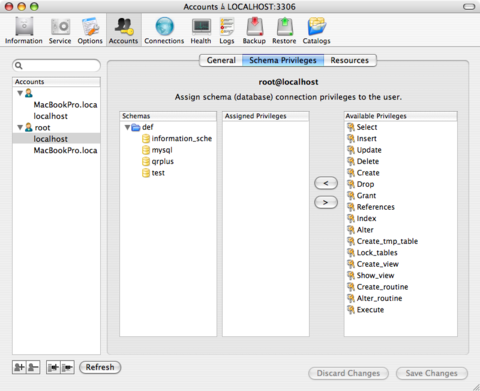 Accounts à LOCALHOST:3306
Information Service Options Accounts Connections Health Logs Backup Restore Catalogs
General Schema Privileges Resources
Accounts
MacBookPro.loca
localhost
root
localhost
MacBookPro.loca
root@localhost
Assign schema (database) connection privileges to the user.
Schemas
def
information_sche
mysql
qrplus
test
Assigned Privileges
<
>
Available Privileges
Select
Insert
Update
Delete
Create
Drop
Grant
References
Index
Alter
Create_tmp_table
Lock_tables
Create_view
Show_view
Create_routine
Alter_routine
Execute
Refresh
Discard Changes Save Changes